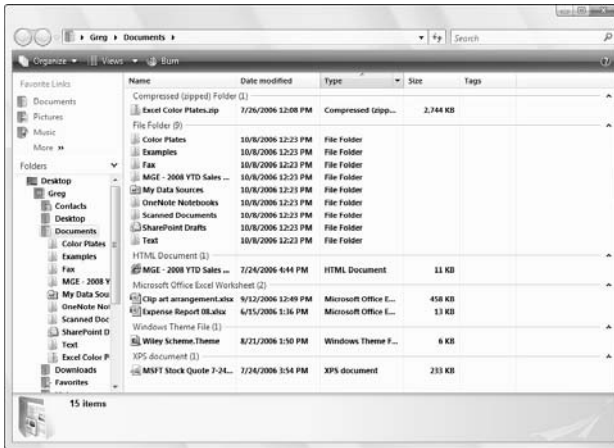 Greg ▸ Documents ▸
Search
Organize
Views
Burn
Favorite Links
Documents
Pictures
Music
More »
Folders
Desktop
Greg
Contacts
Desktop
Documents
Color Plates
Examples
Fax
MGE - 2008 Y
My Data Sou
OneNote Not
Scanned Doc
SharePoint D
Text
Excel Color P
Downloads
Favorites
Name Date modified Type Size Tags
Compressed (zipped) Folder (1)
Excel Color Plates.zip 7/26/2006 12:08 PM Compressed (zipp... 2,744 KB
File Folder (9)
Color Plates 10/8/2006 12:23 PM File Folder
Examples 10/8/2006 12:23 PM File Folder
Fax 10/8/2006 12:23 PM File Folder
MGE - 2008 YTD Sales ... 10/8/2006 12:23 PM File Folder
My Data Sources 10/8/2006 12:23 PM File Folder
OneNote Notebooks 10/8/2006 12:23 PM File Folder
Scanned Documents 10/8/2006 12:23 PM File Folder
SharePoint Drafts 10/8/2006 12:23 PM File Folder
Text 10/8/2006 12:23 PM File Folder
HTML Document (1)
MGE - 2008 YTD Sales ... 7/24/2006 4:44 PM HTML Document 11 KB
Microsoft Office Excel Worksheet (2)
Clip art arrangement.xlsx 9/12/2006 12:49 PM Microsoft Office E... 458 KB
Expense Report 08.xlsx 6/15/2006 1:36 PM Microsoft Office E... 13 KB
Windows Theme File (1)
Wiley Scheme.Theme 8/21/2006 1:50 PM Windows Theme F... 6 KB
XPS document (1)
MSFT Stock Quote 7-24... 7/24/2006 3:54 PM XPS document 233 KB
15 items